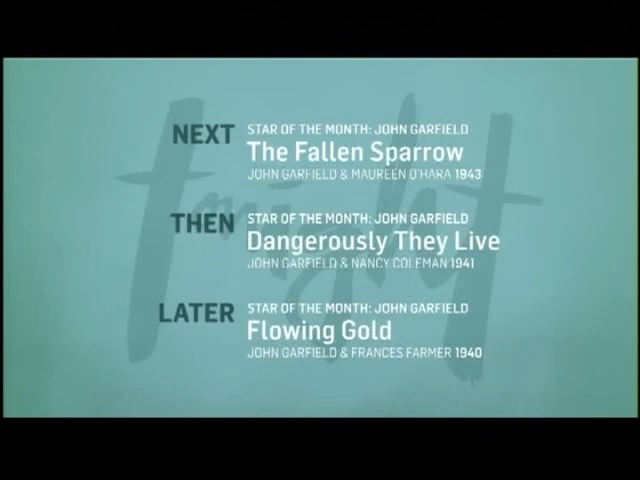 tonight
NEXT
STAR OF THE MONTH: JOHN GARFIELD
The Fallen Sparrow
JOHN GARFIELD & MAUREEN O'HARA 1943
THEN
STAR OF THE MONTH: JOHN GARFIELD
Dangerously They Live
JOHN GARFIELD & NANCY COLEMAN 1941
LATER
STAR OF THE MONTH: JOHN GARFIELD
Flowing Gold
JOHN GARFIELD & FRANCES FARMER 1940